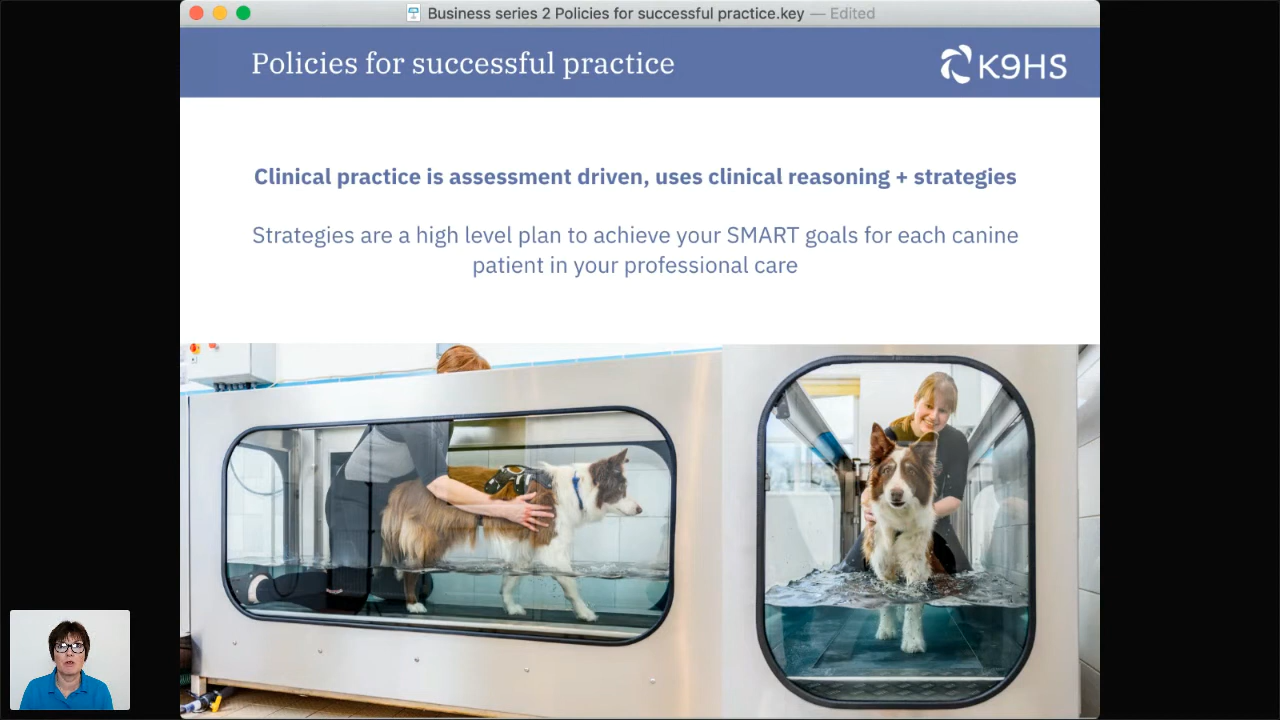 Business series 2 Policies for successful practice.key — Edited
Policies for successful practice
K9HS
Clinical practice is assessment driven, uses clinical reasoning + strategies
Strategies are a high level plan to achieve your SMART goals for each canine
patient in your professional care